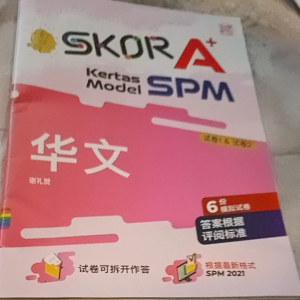 SKOR A+
Kertas
Model SPM
试卷1 & 试卷2
华文
谢礼赞
6份
模拟试卷
答案根据
评阅标准
试卷可拆开作答
根据最新格式
SPM 2021